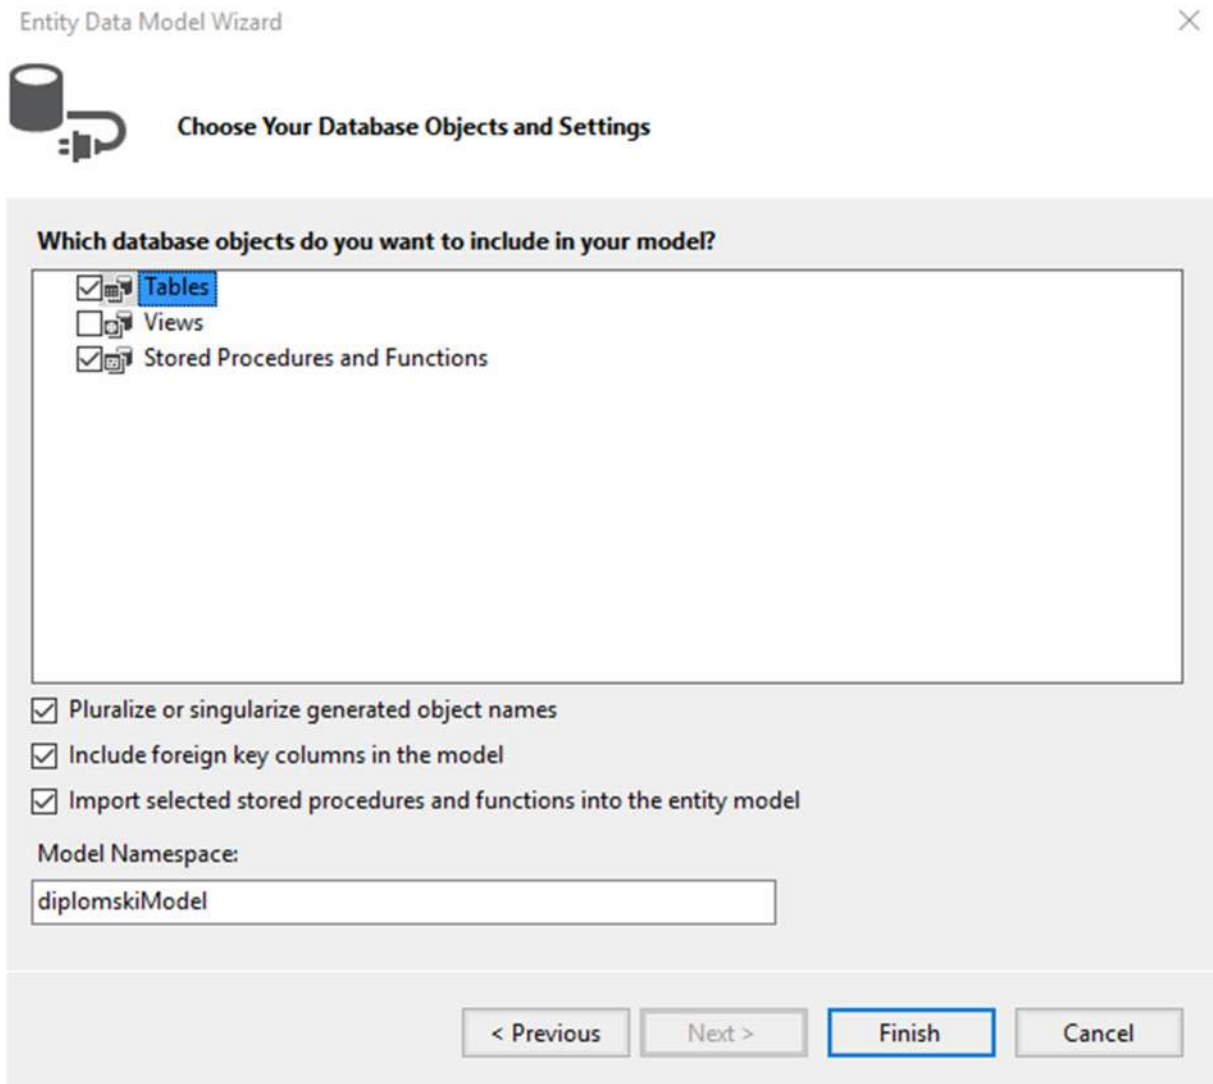 Entity Data Model Wizard
Choose Your Database Objects and Settings
Which database objects do you want to include in your model?
Tables
Views
Stored Procedures and Functions
Pluralize or singularize generated object names
Include foreign key columns in the model
Import selected stored procedures and functions into the entity model
Model Namespace:
diplomskiModel
< Previous Next > Finish Cancel